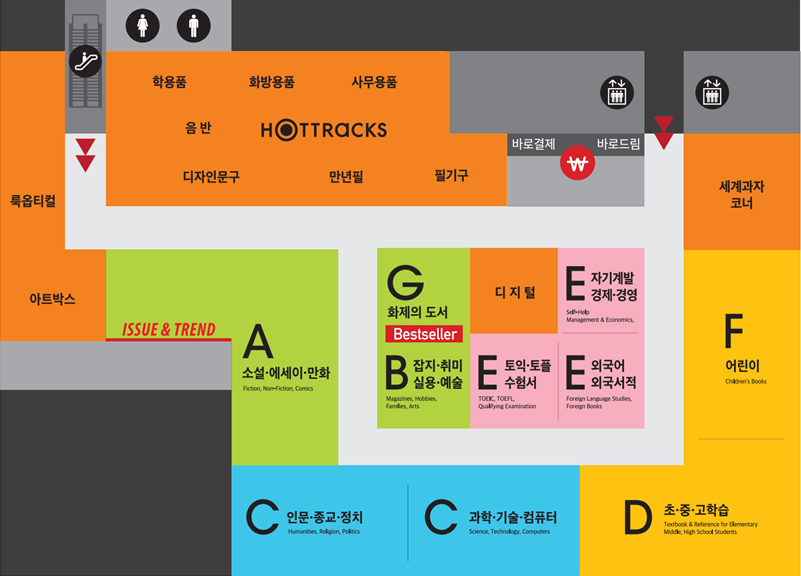 학용품
화방용품
사무용품
음 반
HOTTRACKS
디자인문구
만년필
필기구
바로결제
바로드림
₩
룩옵티컬
아트박스
세계과자
코너
ISSUE & TREND
A
소설·에세이·만화
Fiction, Non•Fiction, Comics
G
화제의 도서
Bestseller
디 지 털
E 자기계발
경제·경영
Self•Help
Management & Economics,
B 잡지·취미
실용·예술
Magazines, Hobbies,
Families, Arts
E 토익·토플
수험서
TOEIC, TOEFL,
Qualifying Examination
E 외국어
외국서적
Foreign Language Studies,
Foreign Books
F
어린이
Children's Books
C 인문·종교·정치
Humanities, Religion, Politics
C 과학·기술·컴퓨터
Science, Technology, Computers
D 초·중·고학습
Textbook & Reference for Elementary
Middle, High School Students